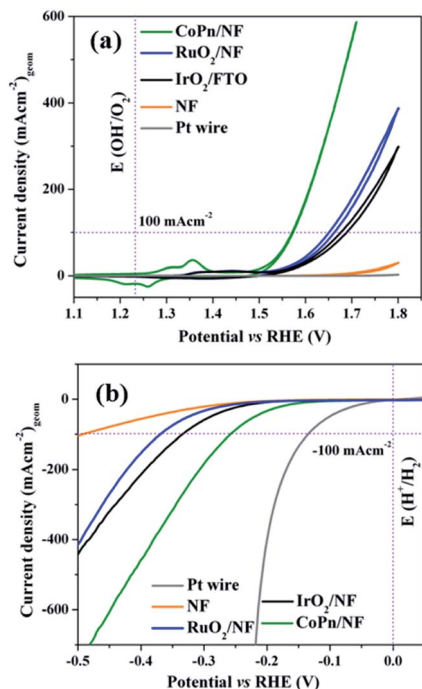 (a)
CoPn/NF
RuO₂/NF
IrO₂/FTO
NF
Pt wire
E (OH⁻/O₂)
100 mAcm⁻²
Current density (mAcm⁻²)geom
600
400
200
0
1.1 1.2 1.3 1.4 1.5 1.6 1.7 1.8
Potential vs RHE (V)
(b)
-100 mAcm⁻²
E (H⁺/H₂)
Current density (mAcm⁻²)geom
0
-200
-400
-600
Pt wire
NF
RuO₂/NF
IrO₂/NF
CoPn/NF
-0.5 -0.4 -0.3 -0.2 -0.1 0.0
Potential vs RHE (V)